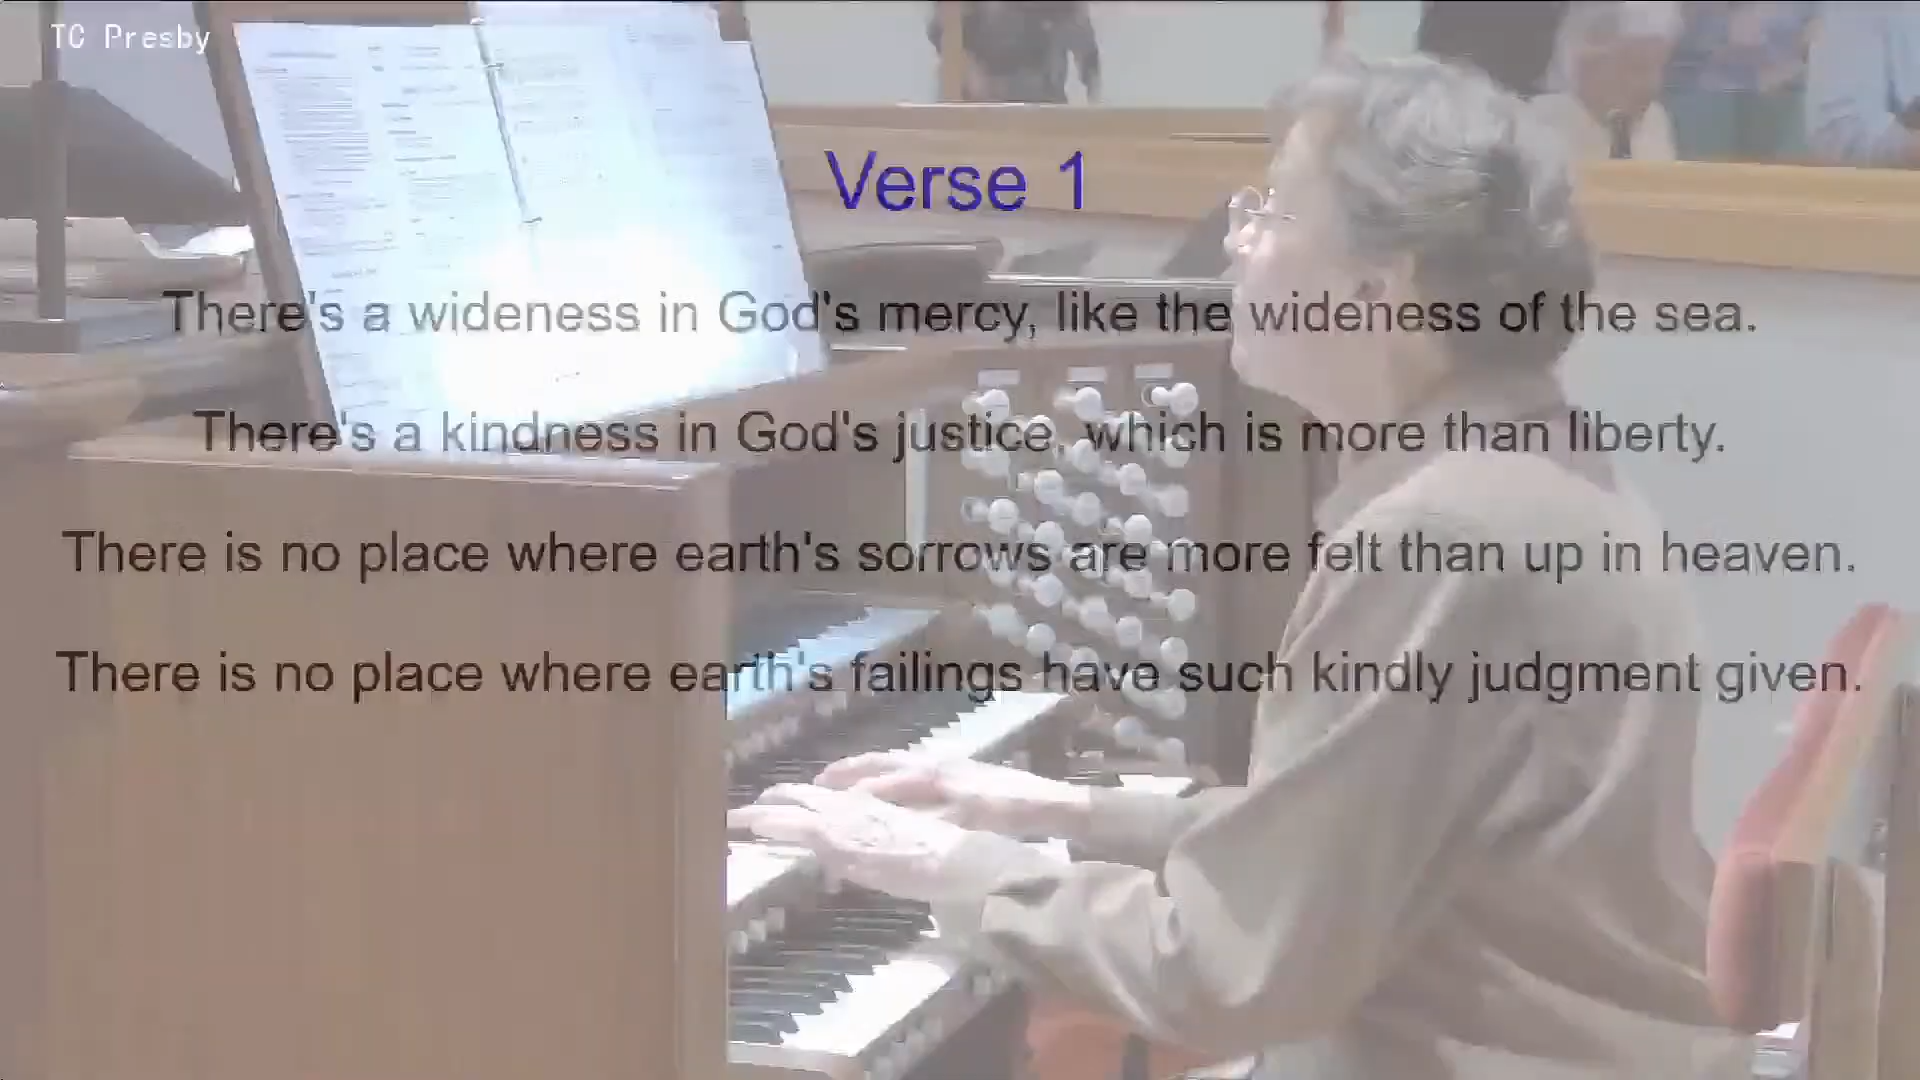 TC Presby
Verse 1
There's a wideness in God's mercy, like the wideness of the sea.
There's a kindness in God's justice, which is more than liberty.
There is no place where earth's sorrows are more felt than up in heaven.
There is no place where earth's failings have such kindly judgment given.